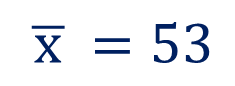 x̅ = 53